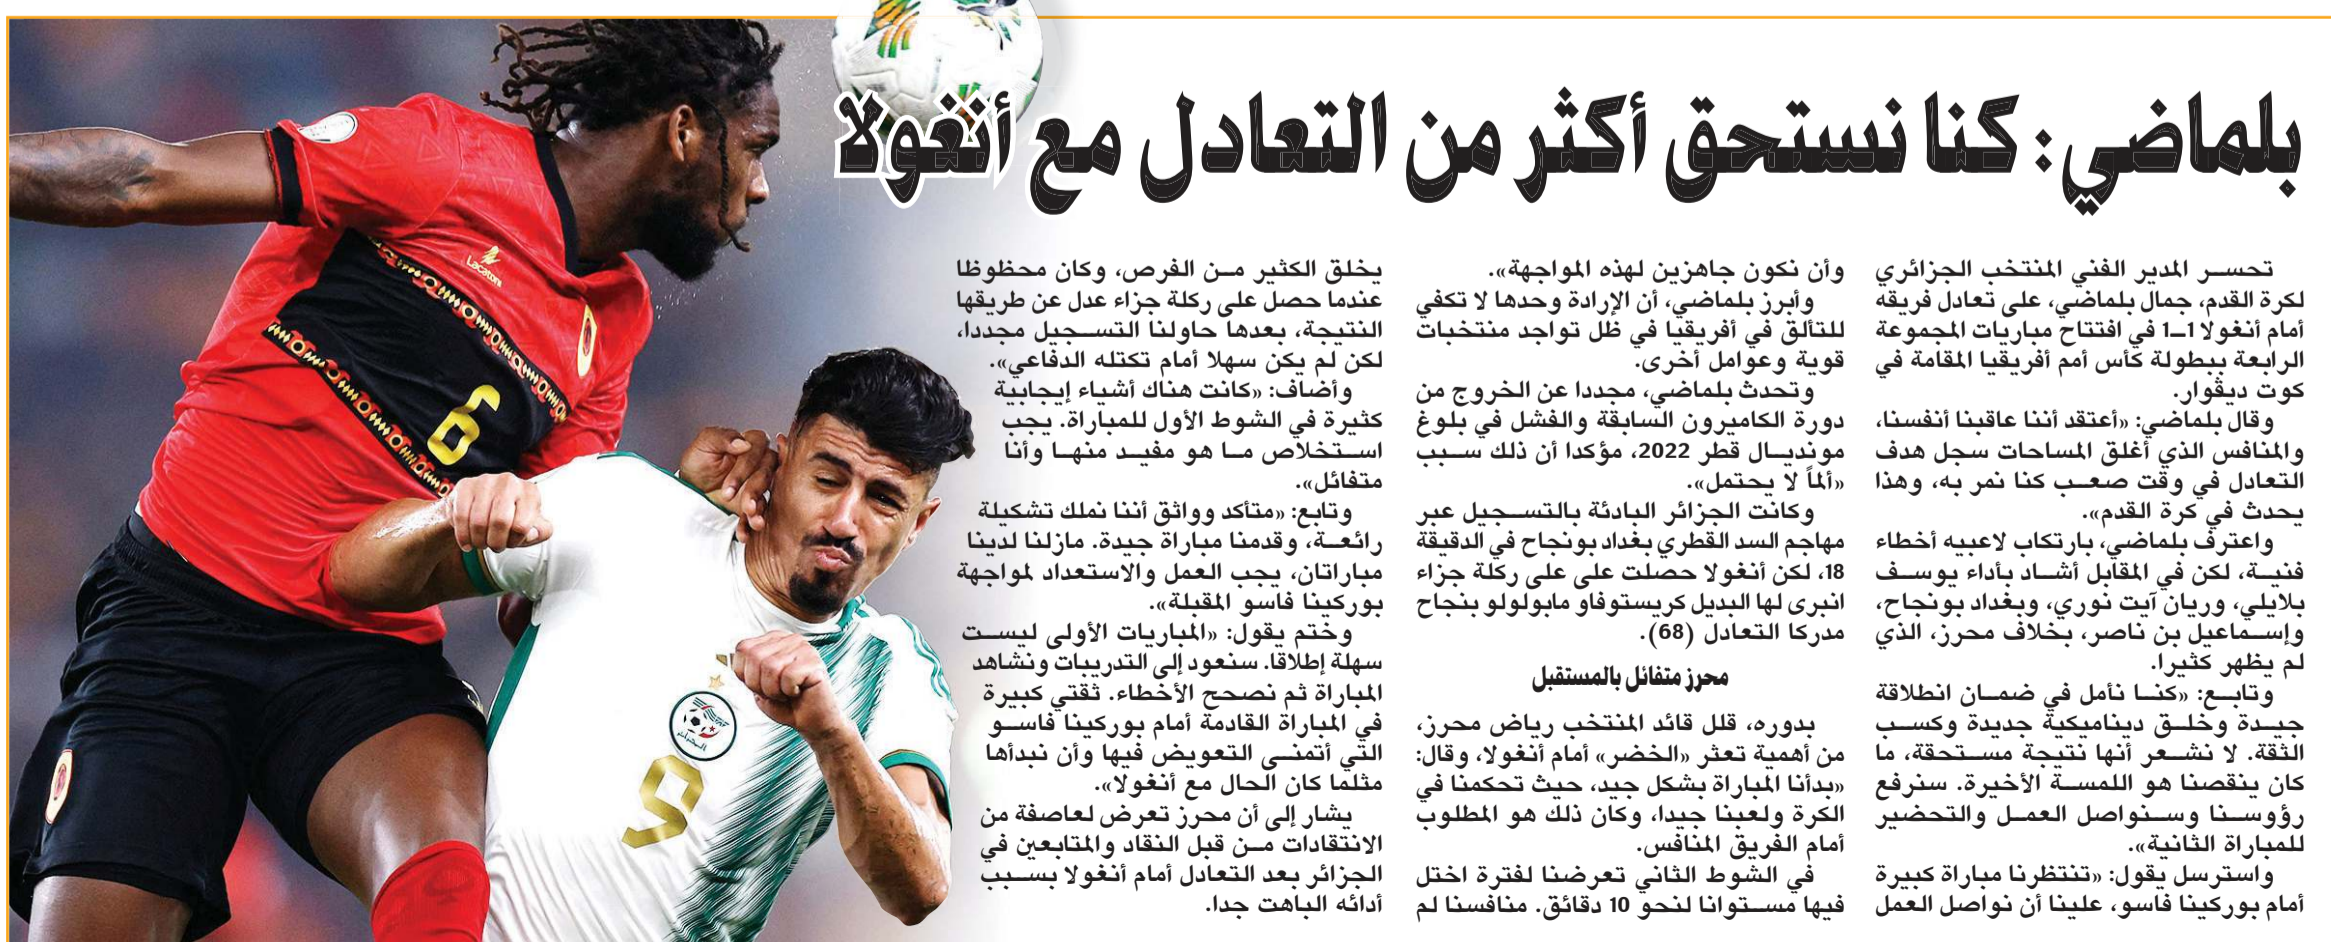 بلماضي: كنا نستحق أكثر من التعادل مع أنغولا
تحسر المدير الفني المنتخب الجزائري
لكرة القدم، جمال بلماضي، على تعادل فريقه
أمام أنغولا 1-1 في افتتاح مباريات المجموعة
الرابعة ببطولة كأس أمم أفريقيا المقامة في
كوت ديڤوار.
وقال بلماضي: «أعتقد أننا عاقبنا أنفسنا،
والمنافس الذي أغلق المساحات سجل هدف
التعادل في وقت صعب كنا نمر به، وهذا
يحدث في كرة القدم».
واعترف بلماضي، بارتكاب لاعبيه أخطاء
فنية، لكن في المقابل أشاد بأداء يوسف
بلايلي، وريان آيت نوري، وبغداد بونجاح،
وإسماعيل بن ناصر، بخلاف محرز، الذي
لم يظهر كثيرا.
وتابع: «كنا نأمل في ضمان انطلاقة
جيدة وخلق ديناميكية جديدة وكسب
الثقة. لا نشعر أنها نتيجة مستحقة، ما
كان ينقصنا هو اللمسة الأخيرة. سنرفع
رؤوسنا وسنواصل العمل والتحضير
للمباراة الثانية».
واسترسل يقول: «تنتظرنا مباراة كبيرة
أمام بوركينا فاسو، علينا أن نواصل العمل
وأن نكون جاهزين لهذه المواجهة».
وأبرز بلماضي، أن الإرادة وحدها لا تكفي
للتألق في أفريقيا في ظل تواجد منتخبات
قوية وعوامل أخرى.
وتحدث بلماضي، مجددا عن الخروج من
دورة الكاميرون السابقة والفشل في بلوغ
مونديال قطر 2022، مؤكدا أن ذلك سبب
«ألماً لا يحتمل».
وكانت الجزائر البادئة بالتسجيل عبر
مهاجم السد القطري بغداد بونجاح في الدقيقة
18، لكن أنغولا حصلت على على ركلة جزاء
انبرى لها البديل كريستوفاو مابولولو بنجاح
مدركا التعادل (68).
محرز متفائل بالمستقبل
بدوره، قلل قائد المنتخب رياض محرز،
من أهمية تعثر «الخضر» أمام أنغولا، وقال:
«بدأنا المباراة بشكل جيد، حيث تحكمنا في
الكرة ولعبنا جيدا، وكان ذلك هو المطلوب
أمام الفريق المنافس.
في الشوط الثاني تعرضنا لفترة اختل
فيها مستوانا لنحو 10 دقائق. منافسنا لم
يخلق الكثير من الفرص، وكان محظوظا
عندما حصل على ركلة جزاء عدل عن طريقها
النتيجة، بعدها حاولنا التسجيل مجددا،
لكن لم يكن سهلا أمام تكتله الدفاعي».
وأضاف: «كانت هناك أشياء إيجابية
كثيرة في الشوط الأول للمباراة. يجب
استخلاص ما هو مفيد منها وأنا
متفائل».
وتابع: «متأكد وواثق أننا نملك تشكيلة
رائعة، وقدمنا مباراة جيدة. مازلنا لدينا
مباراتان، يجب العمل والاستعداد لمواجهة
بوركينا فاسو المقبلة».
وختم يقول: «المباريات الأولى ليست
سهلة إطلاقا. سنعود إلى التدريبات ونشاهد
المباراة ثم نصحح الأخطاء. ثقتي كبيرة
في المباراة القادمة أمام بوركينا فاسو
التي أتمنى التعويض فيها وأن نبدأها
مثلما كان الحال مع أنغولا».
يشار إلى أن محرز تعرض لعاصفة من
الانتقادات من قبل النقاد والمتابعين في
الجزائر بعد التعادل أمام أنغولا بسبب
أدائه الباهت جدا.
Lacatoni
6
9